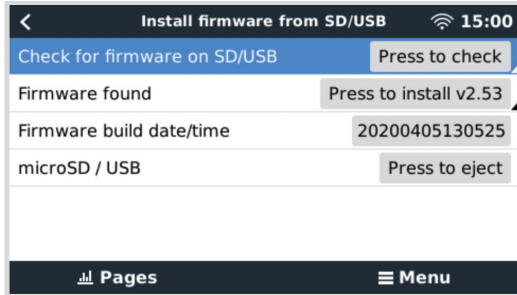 Install firmware from SD/USB 15:00
Check for firmware on SD/USB Press to check
Firmware found Press to install v2.53
Firmware build date/time 20200405130525
microSD / USB Press to eject
Pages Menu